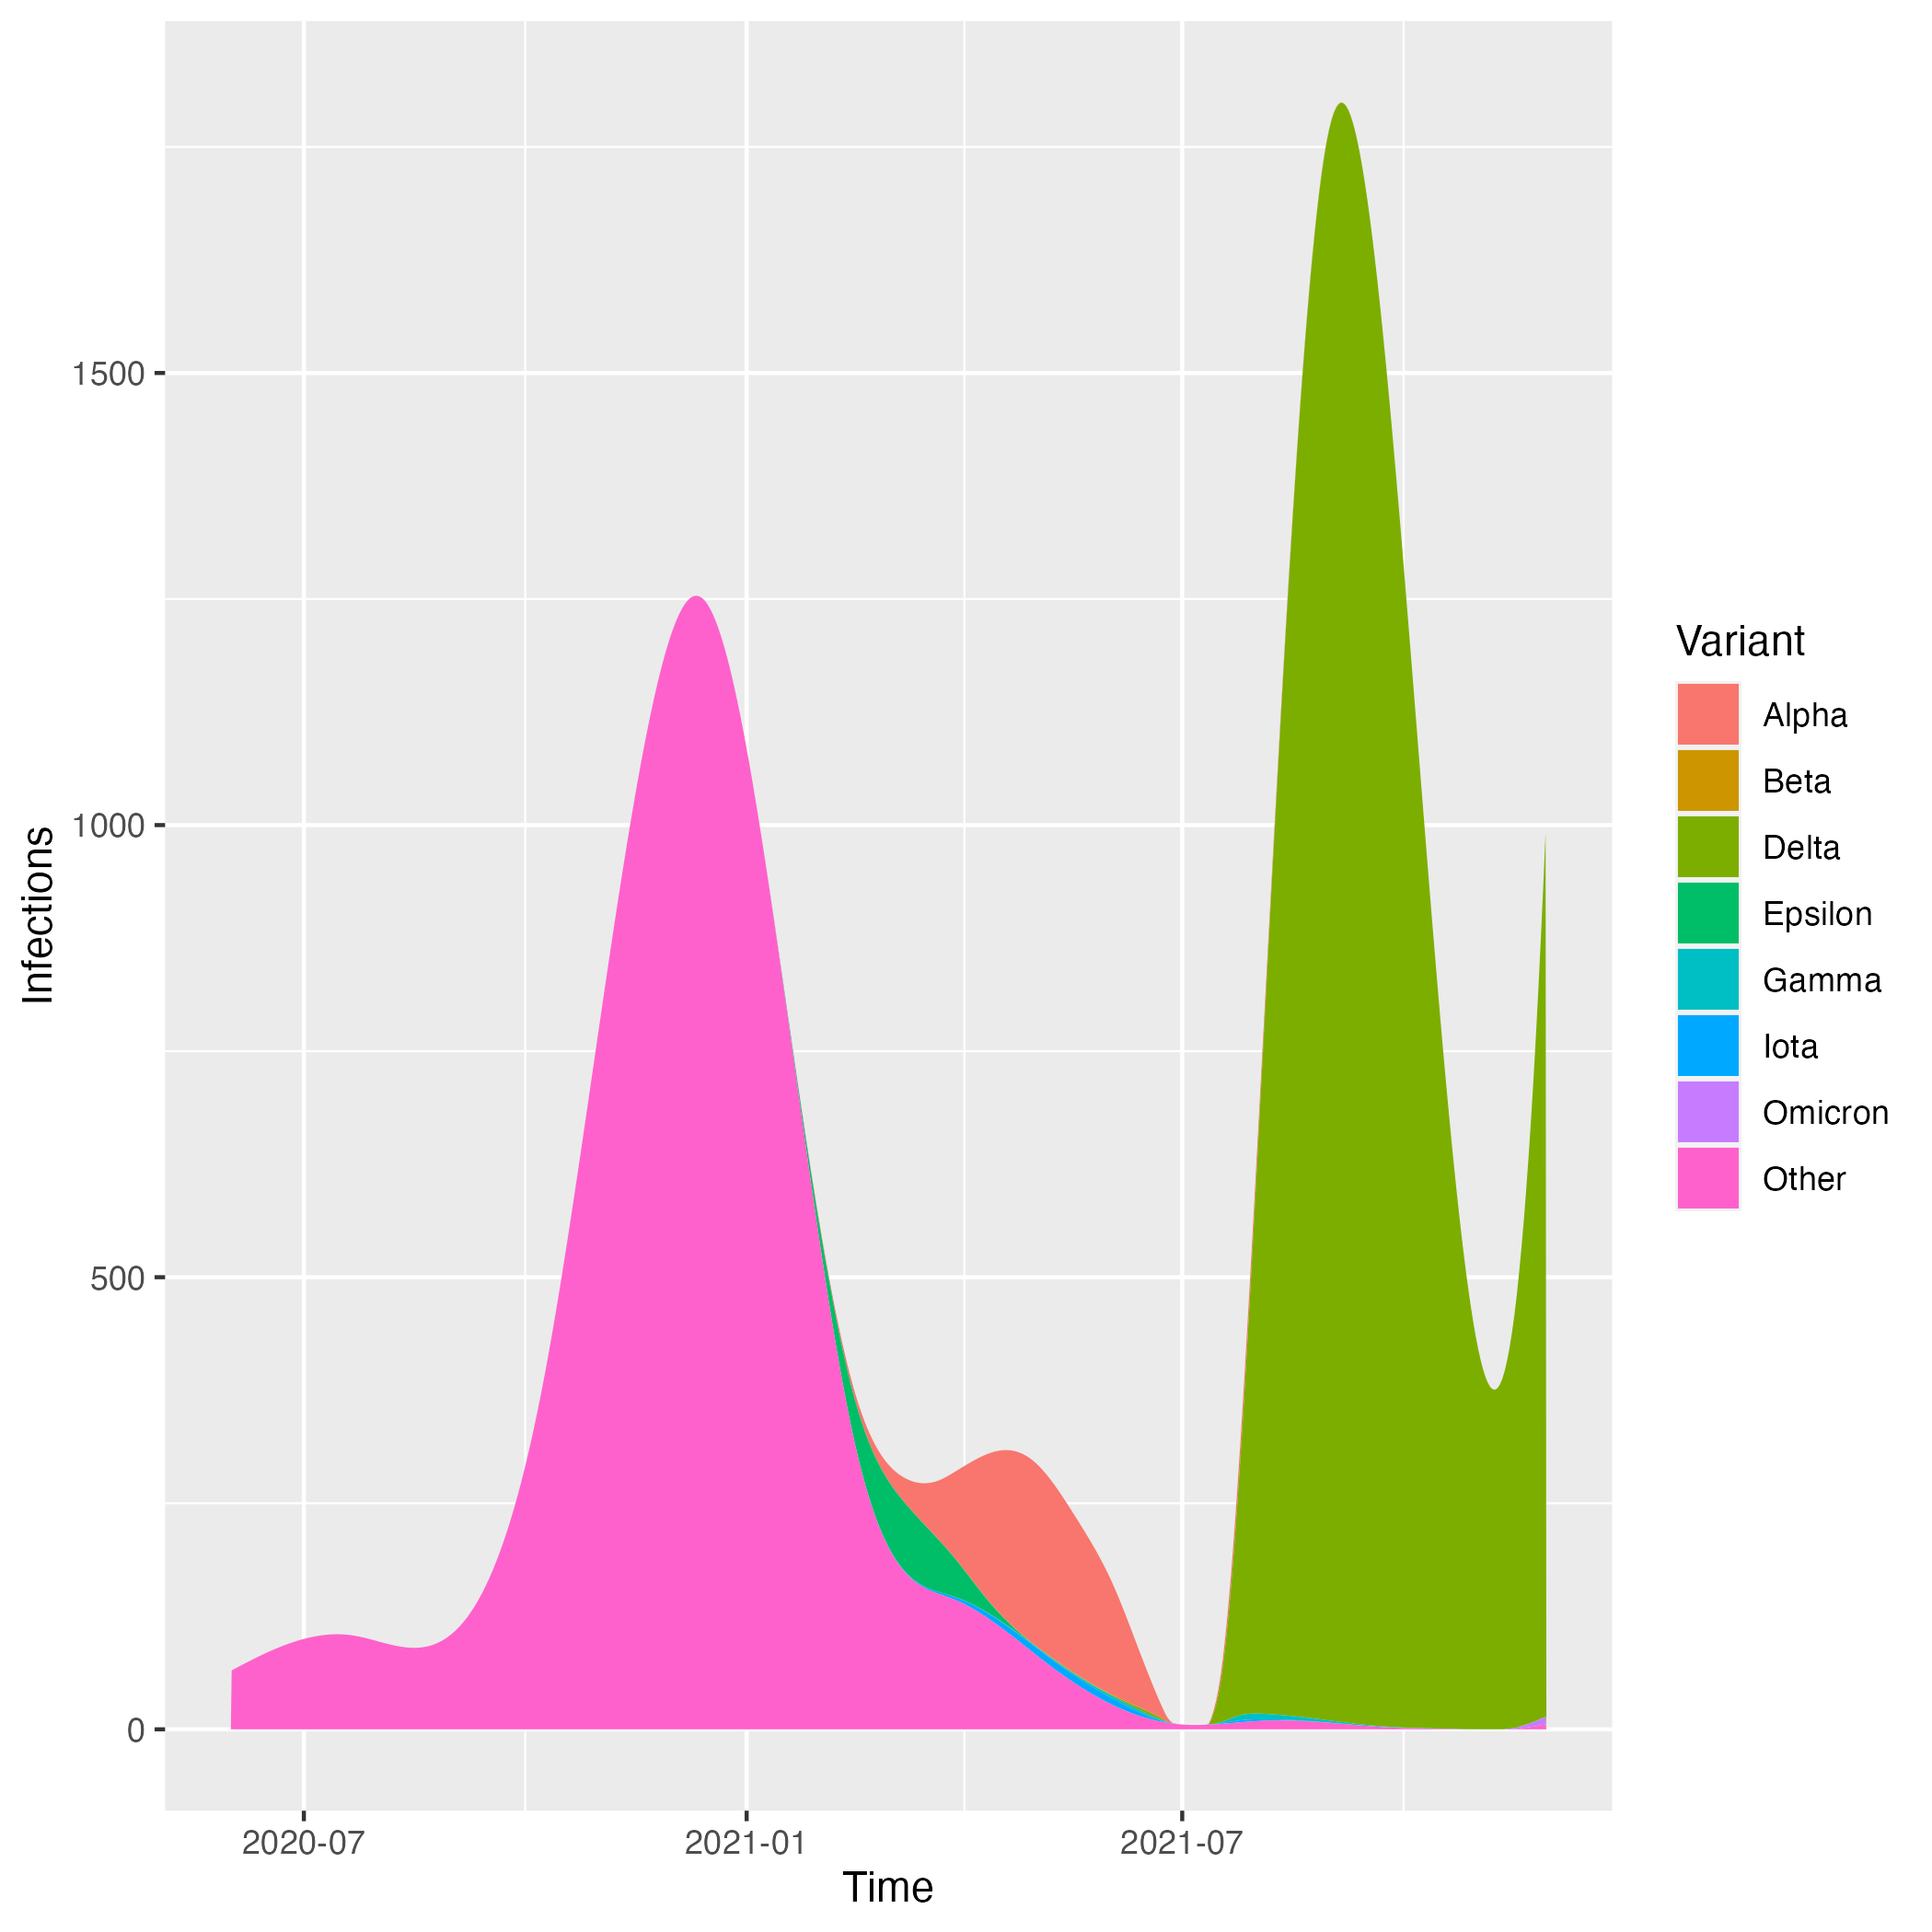 1500
1000
500
0
Infections
2020-07
2021-01
2021-07
Time
Variant
Alpha
Beta
Delta
Epsilon
Gamma
Iota
Omicron
Other